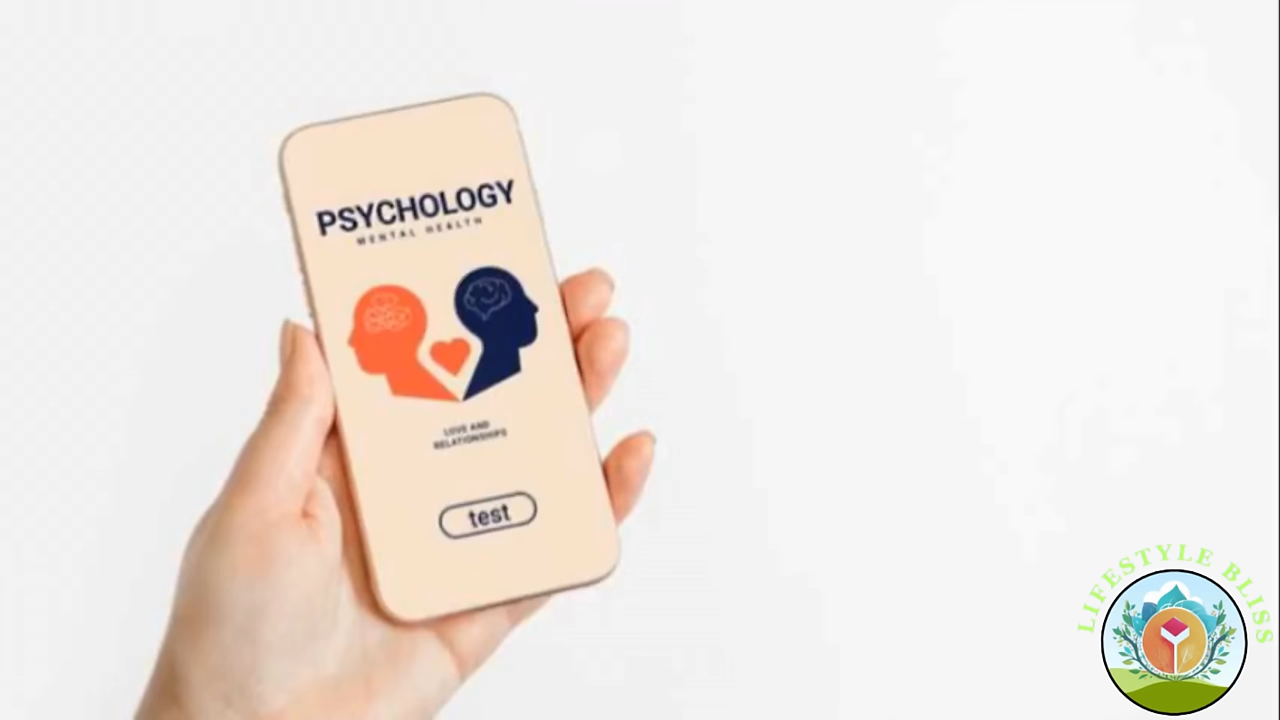 PSYCHOLOGY
MENTAL HEALTH
LOVE AND
RELATIONSHIPS
test
LIFESTYLE BLISS